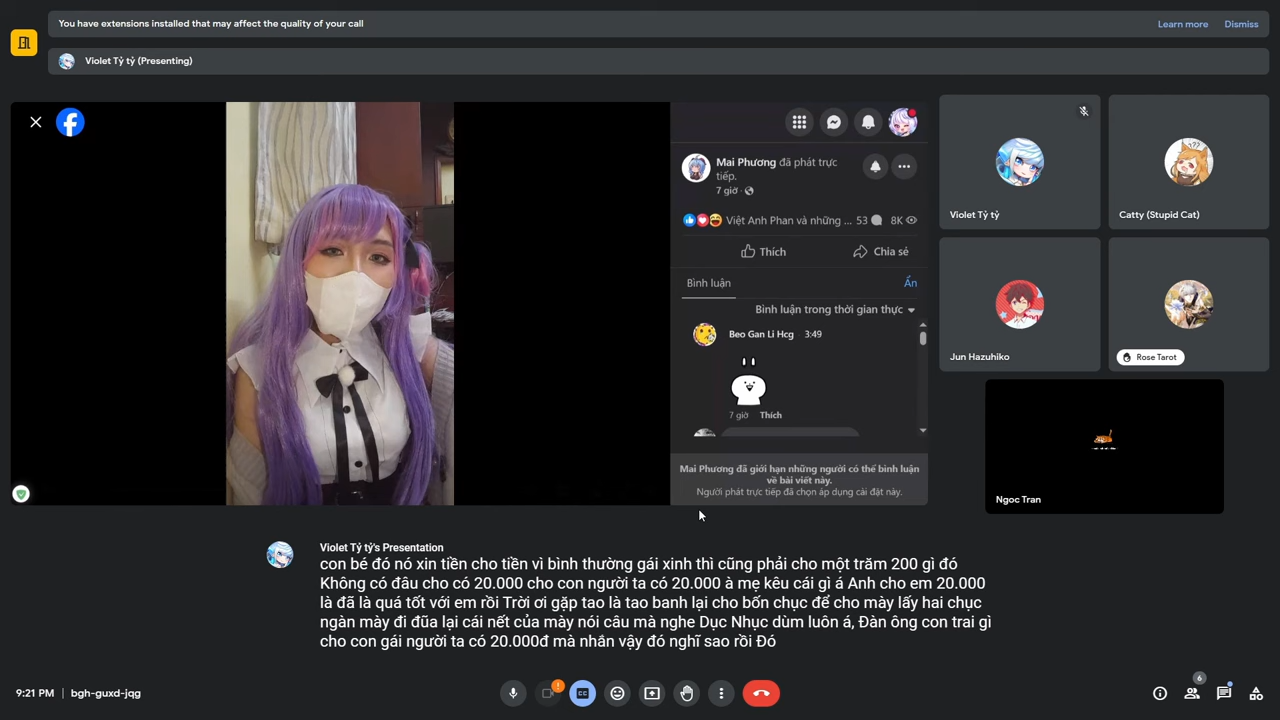 You have extensions installed that may affect the quality of your call
Learn more
Dismiss
Violet Tỷ tỷ (Presenting)
Mai Phương đã phát trực
tiếp.
7 giờ
Việt Anh Phan và những ... 53 8K
Thích
Chia sẻ
Bình luận
Ẩn
Bình luận trong thời gian thực
Beo Gan Li Hcg 3:49
7 giờ Thích
Mai Phương đã giới hạn những người có thể bình luận
về bài viết này.
Người phát trực tiếp đã chọn áp dụng cài đặt này.
Violet Tỷ tỷ
Catty (Stupid Cat)
Jun Hazuhiko
Rose Tarot
Ngoc Tran
Violet Tỷ tỷ's Presentation
con bé đó nó xin tiền cho tiền vì bình thường gái xinh thì cũng phải cho một trăm 200 gì đó
Không có đâu cho có 20.000 cho con người ta có 20.000 à mẹ kêu cái gì á Anh cho em 20.000
là đã là quá tốt với em rồi Trời ơi gặp tao là tao banh lại cho bốn chục để cho mày lấy hai chục
ngàn mày đi đũa lại cái nết của mày nói câu mà nghe Dục Nhục dùm luôn á, Đàn ông con trai gì
cho con gái người ta có 20.000đ mà nhân vậy đó nghĩ sao rồi Đó
9:21 PM | bgh-guxd-jqg
CC
6